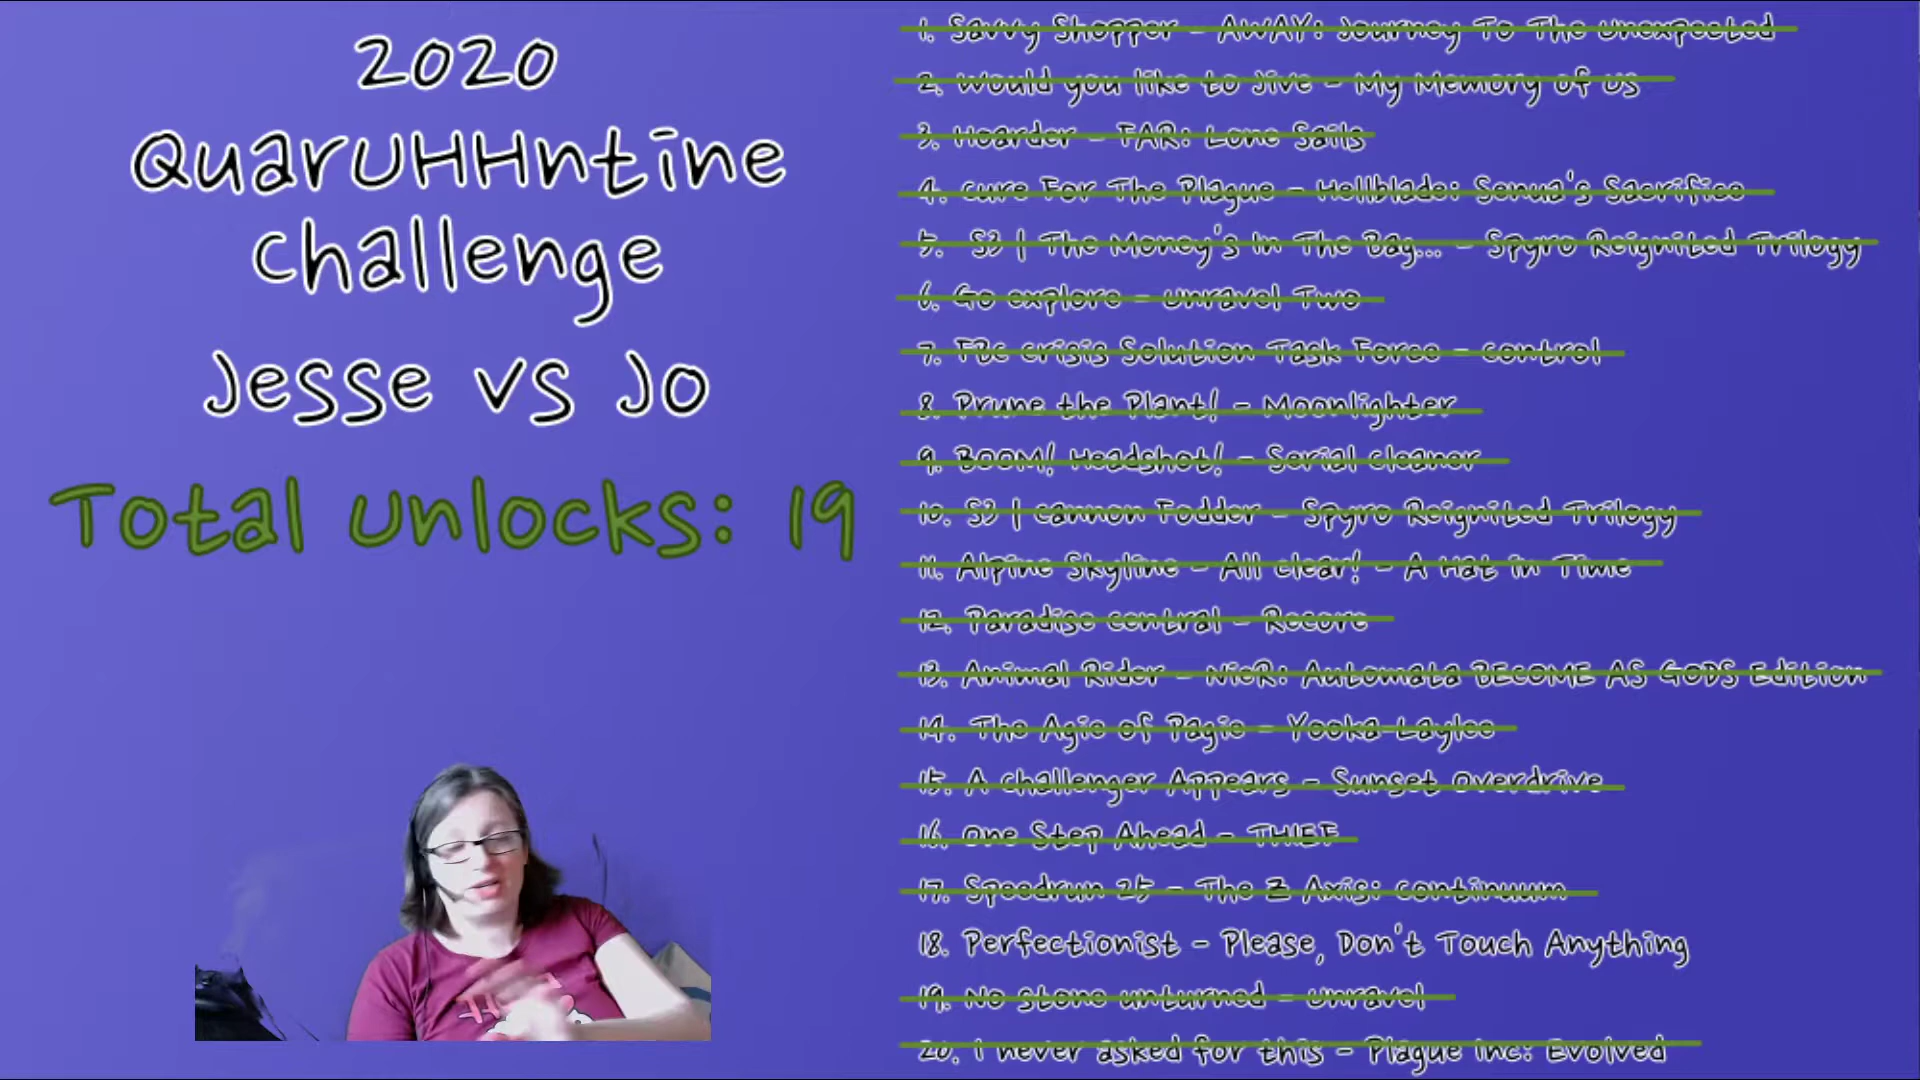 2020
QuarUHHntine
Challenge
Jesse vs Jo
Total Unlocks: 19
1. Savvy Shopper - AWAY: Journey To The Unexpected
2. Would you like to Jive - My Memory of Us
3. Hoarder - FAR: Lone Sails
4. Cure For The Plague - Hellblade: Senua's Sacrifice
5. S3 | The Money's In The Bag... - Spyro Reignited Trilogy
6. Go explore - Unravel Two
7. FBC Crisis Solution Task Force - Control
8. Prune the Plant! - Moonlighter
9. BOOM! Headshot! - Serial Cleaner
10. S3 | Cannon Fodder - Spyro Reignited Trilogy
11. Alpine Skyline - All Clear! - A Hat in Time
12. Paradise Central - Recore
13. Animal Rider - NieR: Automata BECOME AS GODS Edition
14. The Agie of Pagie - Yooka-Laylee
15. A Challenger Appears - Sunset Overdrive
16. One Step Ahead - THIEF
17. Speedrun 25 - The Z Axis: Continuum
18. Perfectionist - Please, Don't Touch Anything
19. No stone unturned - Unravel
20. I never asked for this - Plague Inc: Evolved